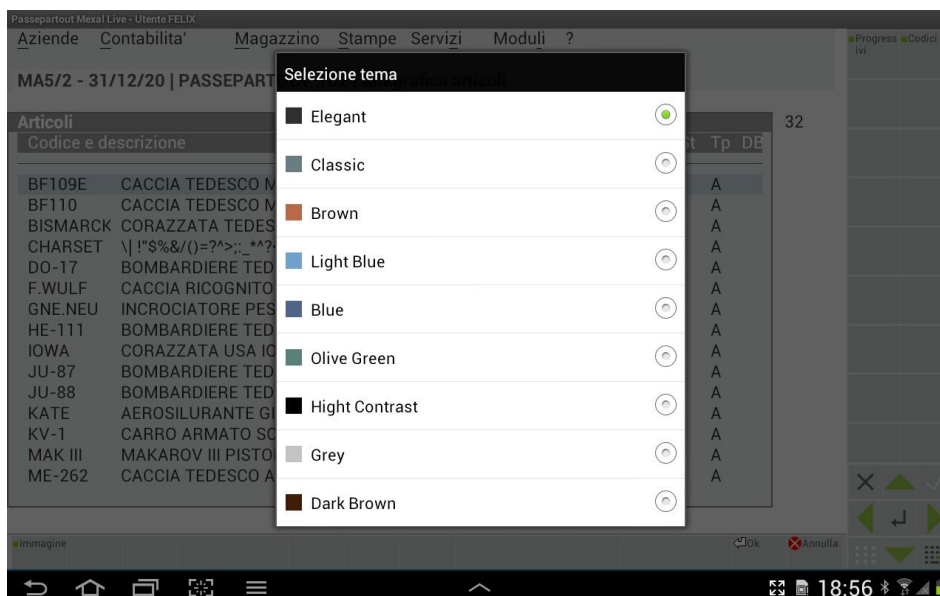 Passepartout Mexal Live - Utente FELIX
Aziende Contabilita' Magazzino Stampe Servizi Moduli ?
Progress ivi
Codici
MA5/2 - 31/12/20 | PASSEPART
Selezione tema
Articoli
32
Codice e descrizione
Tp DB
BF109E CACCIA TEDESCO M A
BF110 CACCIA TEDESCO M A
BISMARCK CORAZZATA TEDES A
CHARSET A
DO-17 BOMBARDIERE TED A
F.WULF CACCIA RICOGNITO A
GNE.NEU INCROCIATORE PES A
HE-111 BOMBARDIERE TED A
IOWA CORAZZATA USA IO A
JU-87 BOMBARDIERE TED A
JU-88 BOMBARDIERE TED A
KATE AEROSILURANTE GI A
KV-1 CARRO ARMATO SO A
MAK III MAKAROV III PISTO A
ME-262 CACCIA TEDESCO A A
Elegant
Classic
Brown
Light Blue
Blue
Olive Green
Hight Contrast
Grey
Dark Brown
Immagine
Ok
Annulla
18:56